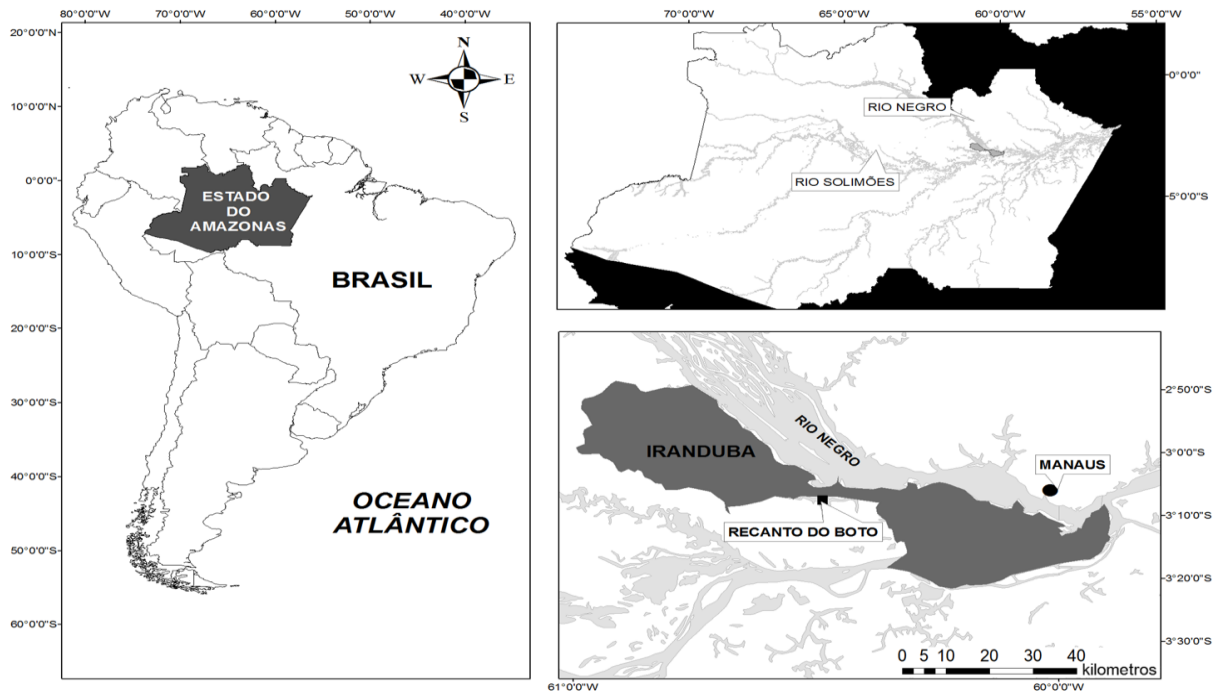 80°0'0"W 70°0'0"W 60°0'0"W 50°0'0"W 40°0'0"W
20°0'0"N
10°0'0"N
0°0'0"
10°0'0"S
20°0'0"S
30°0'0"S
40°0'0"S
50°0'0"S
60°0'0"S
N
W E
S
ESTADO
DO
AMAZONAS
BRASIL
OCEANO
ATLÂNTICO
70°0'0"W 65°0'0"W 60°0'0"W 55°0'0"W
0°0'0"
5°0'0"S
RIO NEGRO
RIO SOLIMÕES
2°50'0"S
3°0'0"S
3°10'0"S
3°20'0"S
3°30'0"S
RIO NEGRO
IRANDUBA
MANAUS
RECANTO DO BOTO
0 5 10 20 30 40
kilometros
61°0'0"W 60°0'0"W